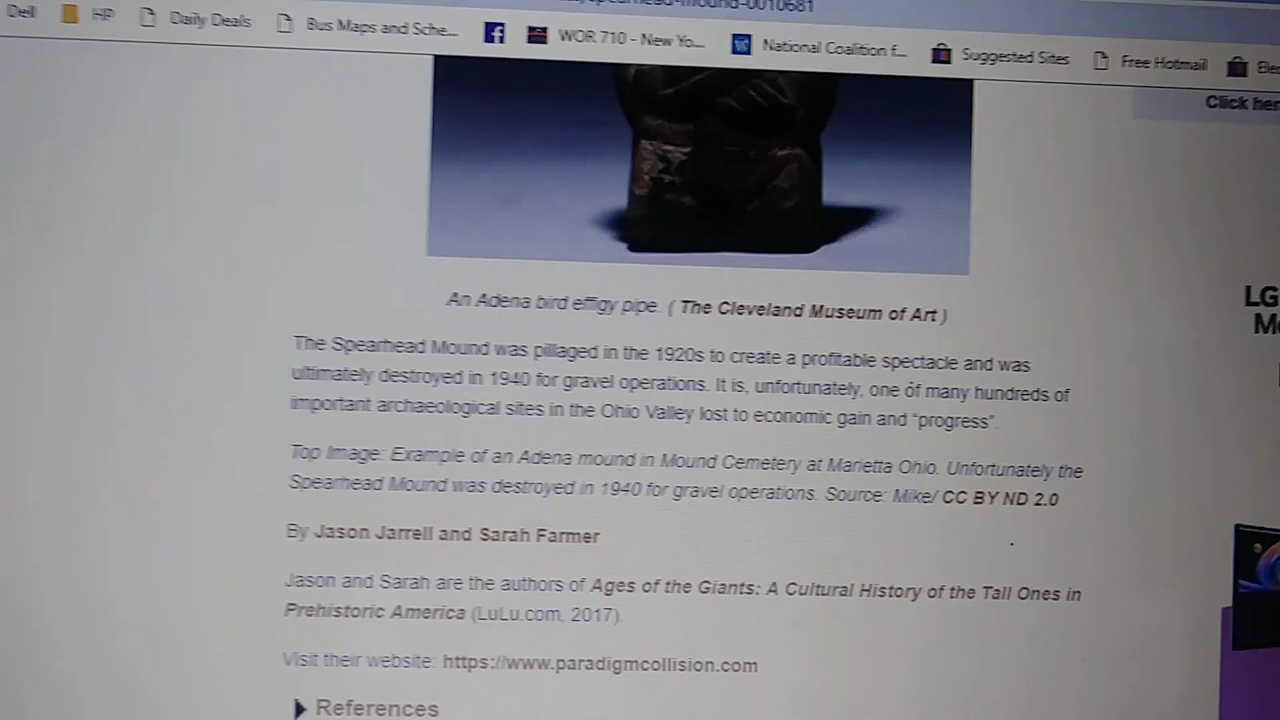 spearhead-mound-0010681
Dell HP Daily Deals Bus Maps and Sche... WOR 710 - New Yo... National Coalition f... Suggested Sites Free Hotmail
Click
An Adena bird effigy pipe. ( The Cleveland Museum of Art )
LG
The Spearhead Mound was pillaged in the 1920s to create a profitable spectacle and was
ultimately destroyed in 1940 for gravel operations. It is, unfortunately, one of many hundreds of
important archaeological sites in the Ohio Valley lost to economic gain and “progress”.
Top Image: Example of an Adena mound in Mound Cemetery at Marietta Ohio. Unfortunately the
Spearhead Mound was destroyed in 1940 for gravel operations. Source: Mike/ CC BY ND 2.0
By Jason Jarrell and Sarah Farmer
Jason and Sarah are the authors of Ages of the Giants: A Cultural History of the Tall Ones in
Prehistoric America (LuLu.com, 2017).
Visit their website: https://www.paradigmcollision.com
References